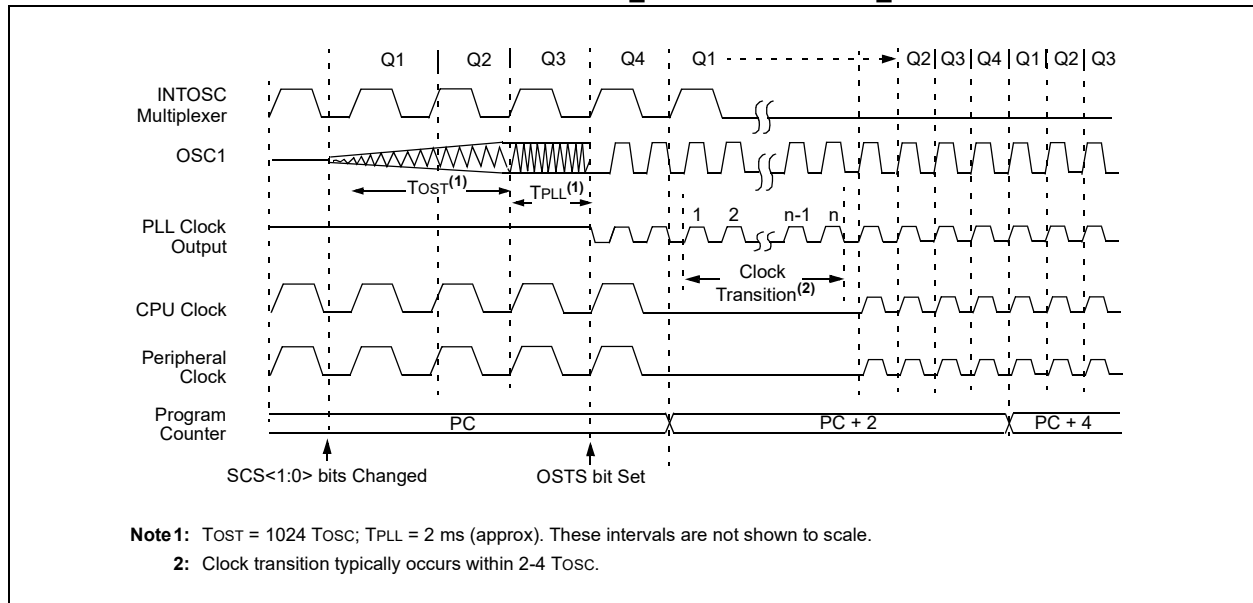 Q1 Q2 Q3 Q4 Q1 Q2 Q3 Q4 Q1 Q2 Q3
INTOSC
Multiplexer
OSC1
TOST(1) TPLL(1)
PLL Clock
Output
1 2 n-1 n
Clock
Transition(2)
CPU Clock
Peripheral
Clock
Program
Counter
PC PC + 2 PC + 4
SCS<1:0> bits Changed OSTS bit Set
Note 1: TOST = 1024 TOSC; TPLL = 2 ms (approx). These intervals are not shown to scale.
2: Clock transition typically occurs within 2-4 TOSC.